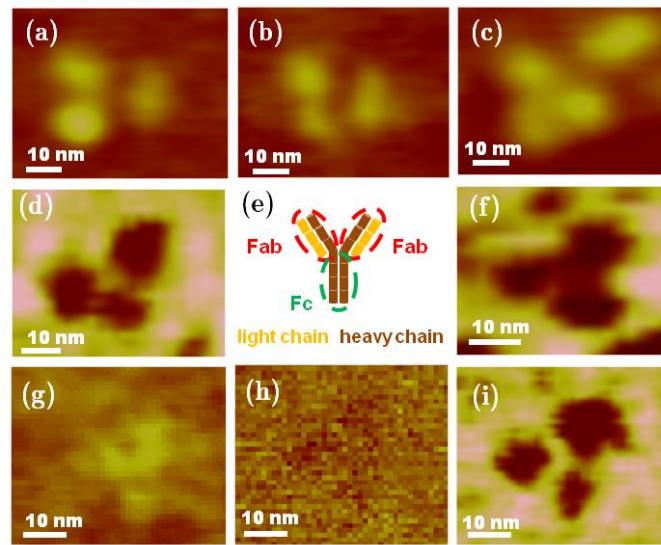 (a)
10 nm
(b)
10 nm
(c)
10 nm
(d)
10 nm
(e)
Fab
Fab
Fc
light chain heavy chain
(f)
10 nm
(g)
10 nm
(h)
10 nm
(i)
10 nm